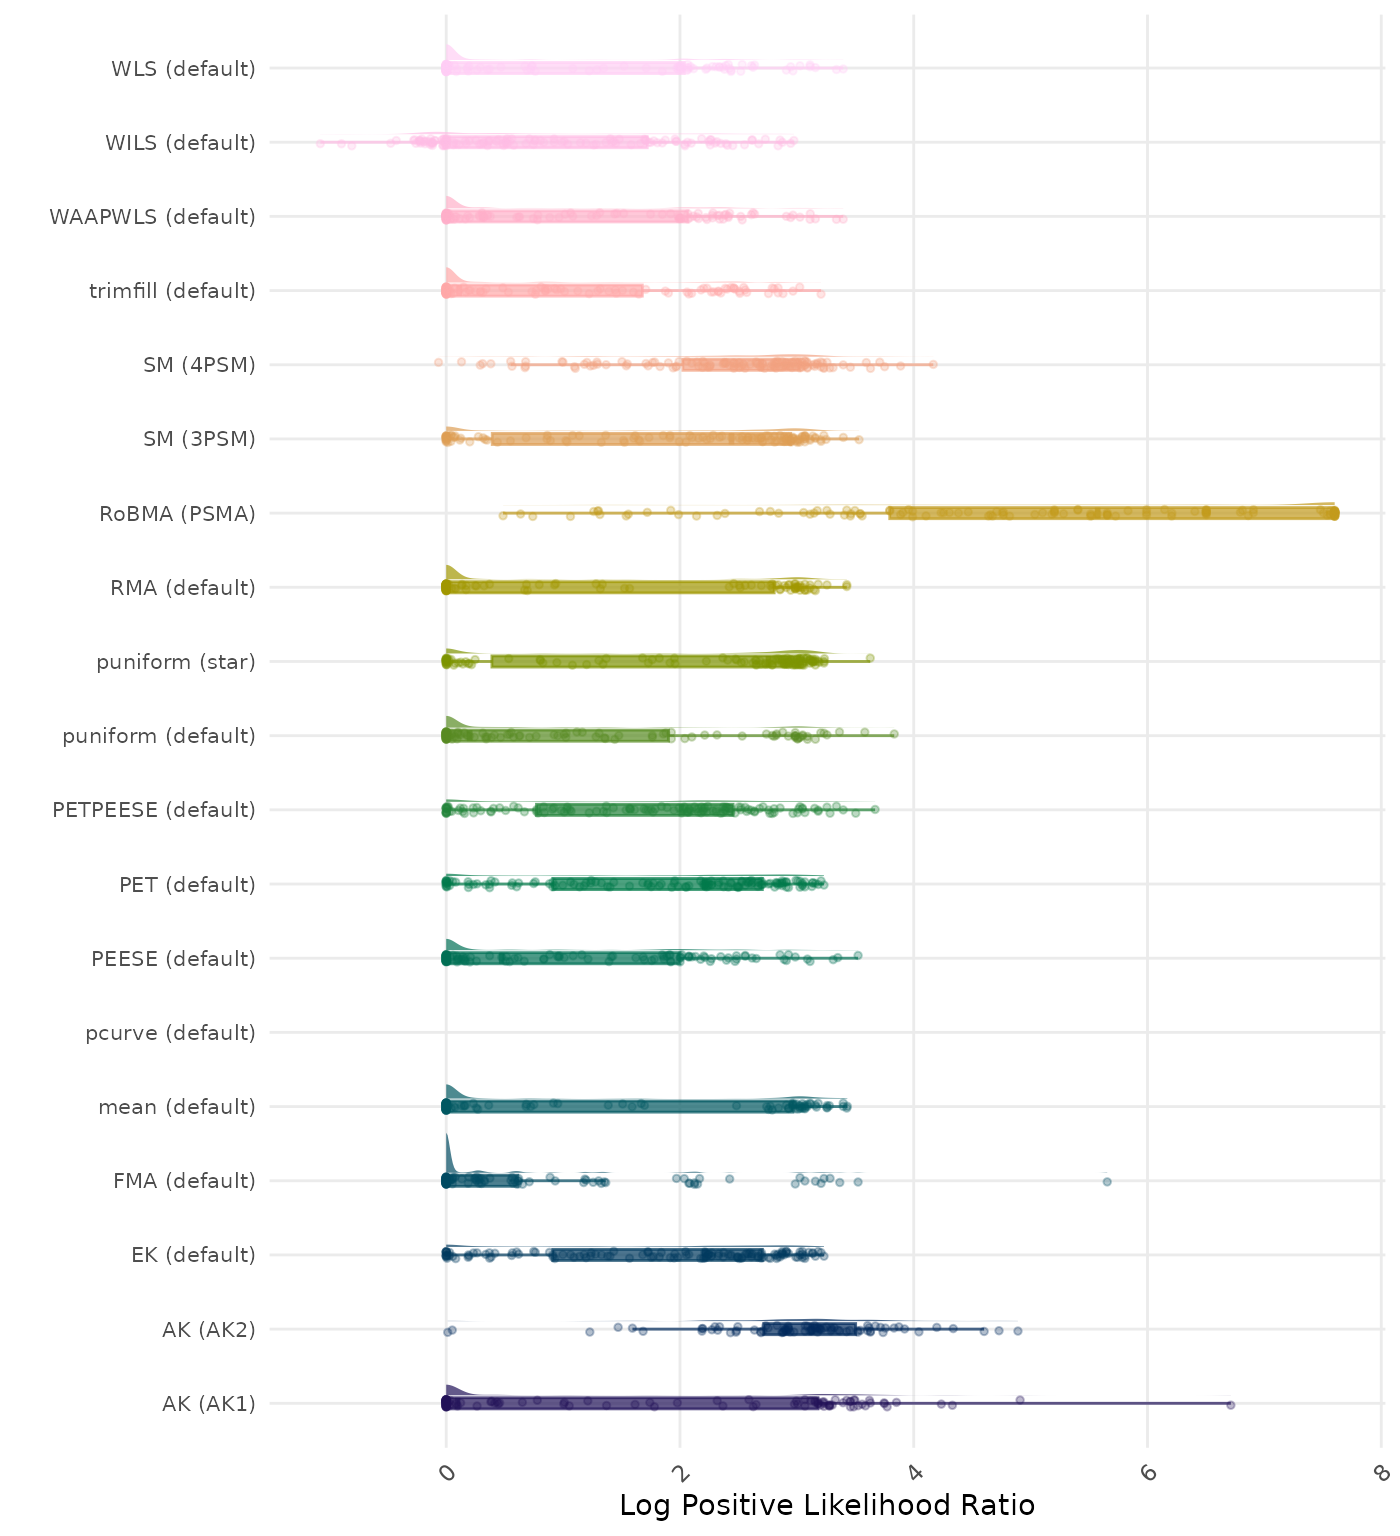 WLS (default)
WILS (default)
WAAPWLS (default)
trimfill (default)
SM (4PSM)
SM (3PSM)
RoBMA (PSMA)
RMA (default)
puniform (star)
puniform (default)
PETPEESE (default)
PET (default)
PEESE (default)
pcurve (default)
mean (default)
FMA (default)
EK (default)
AK (AK2)
AK (AK1)
0 2 4 6 8
Log Positive Likelihood Ratio